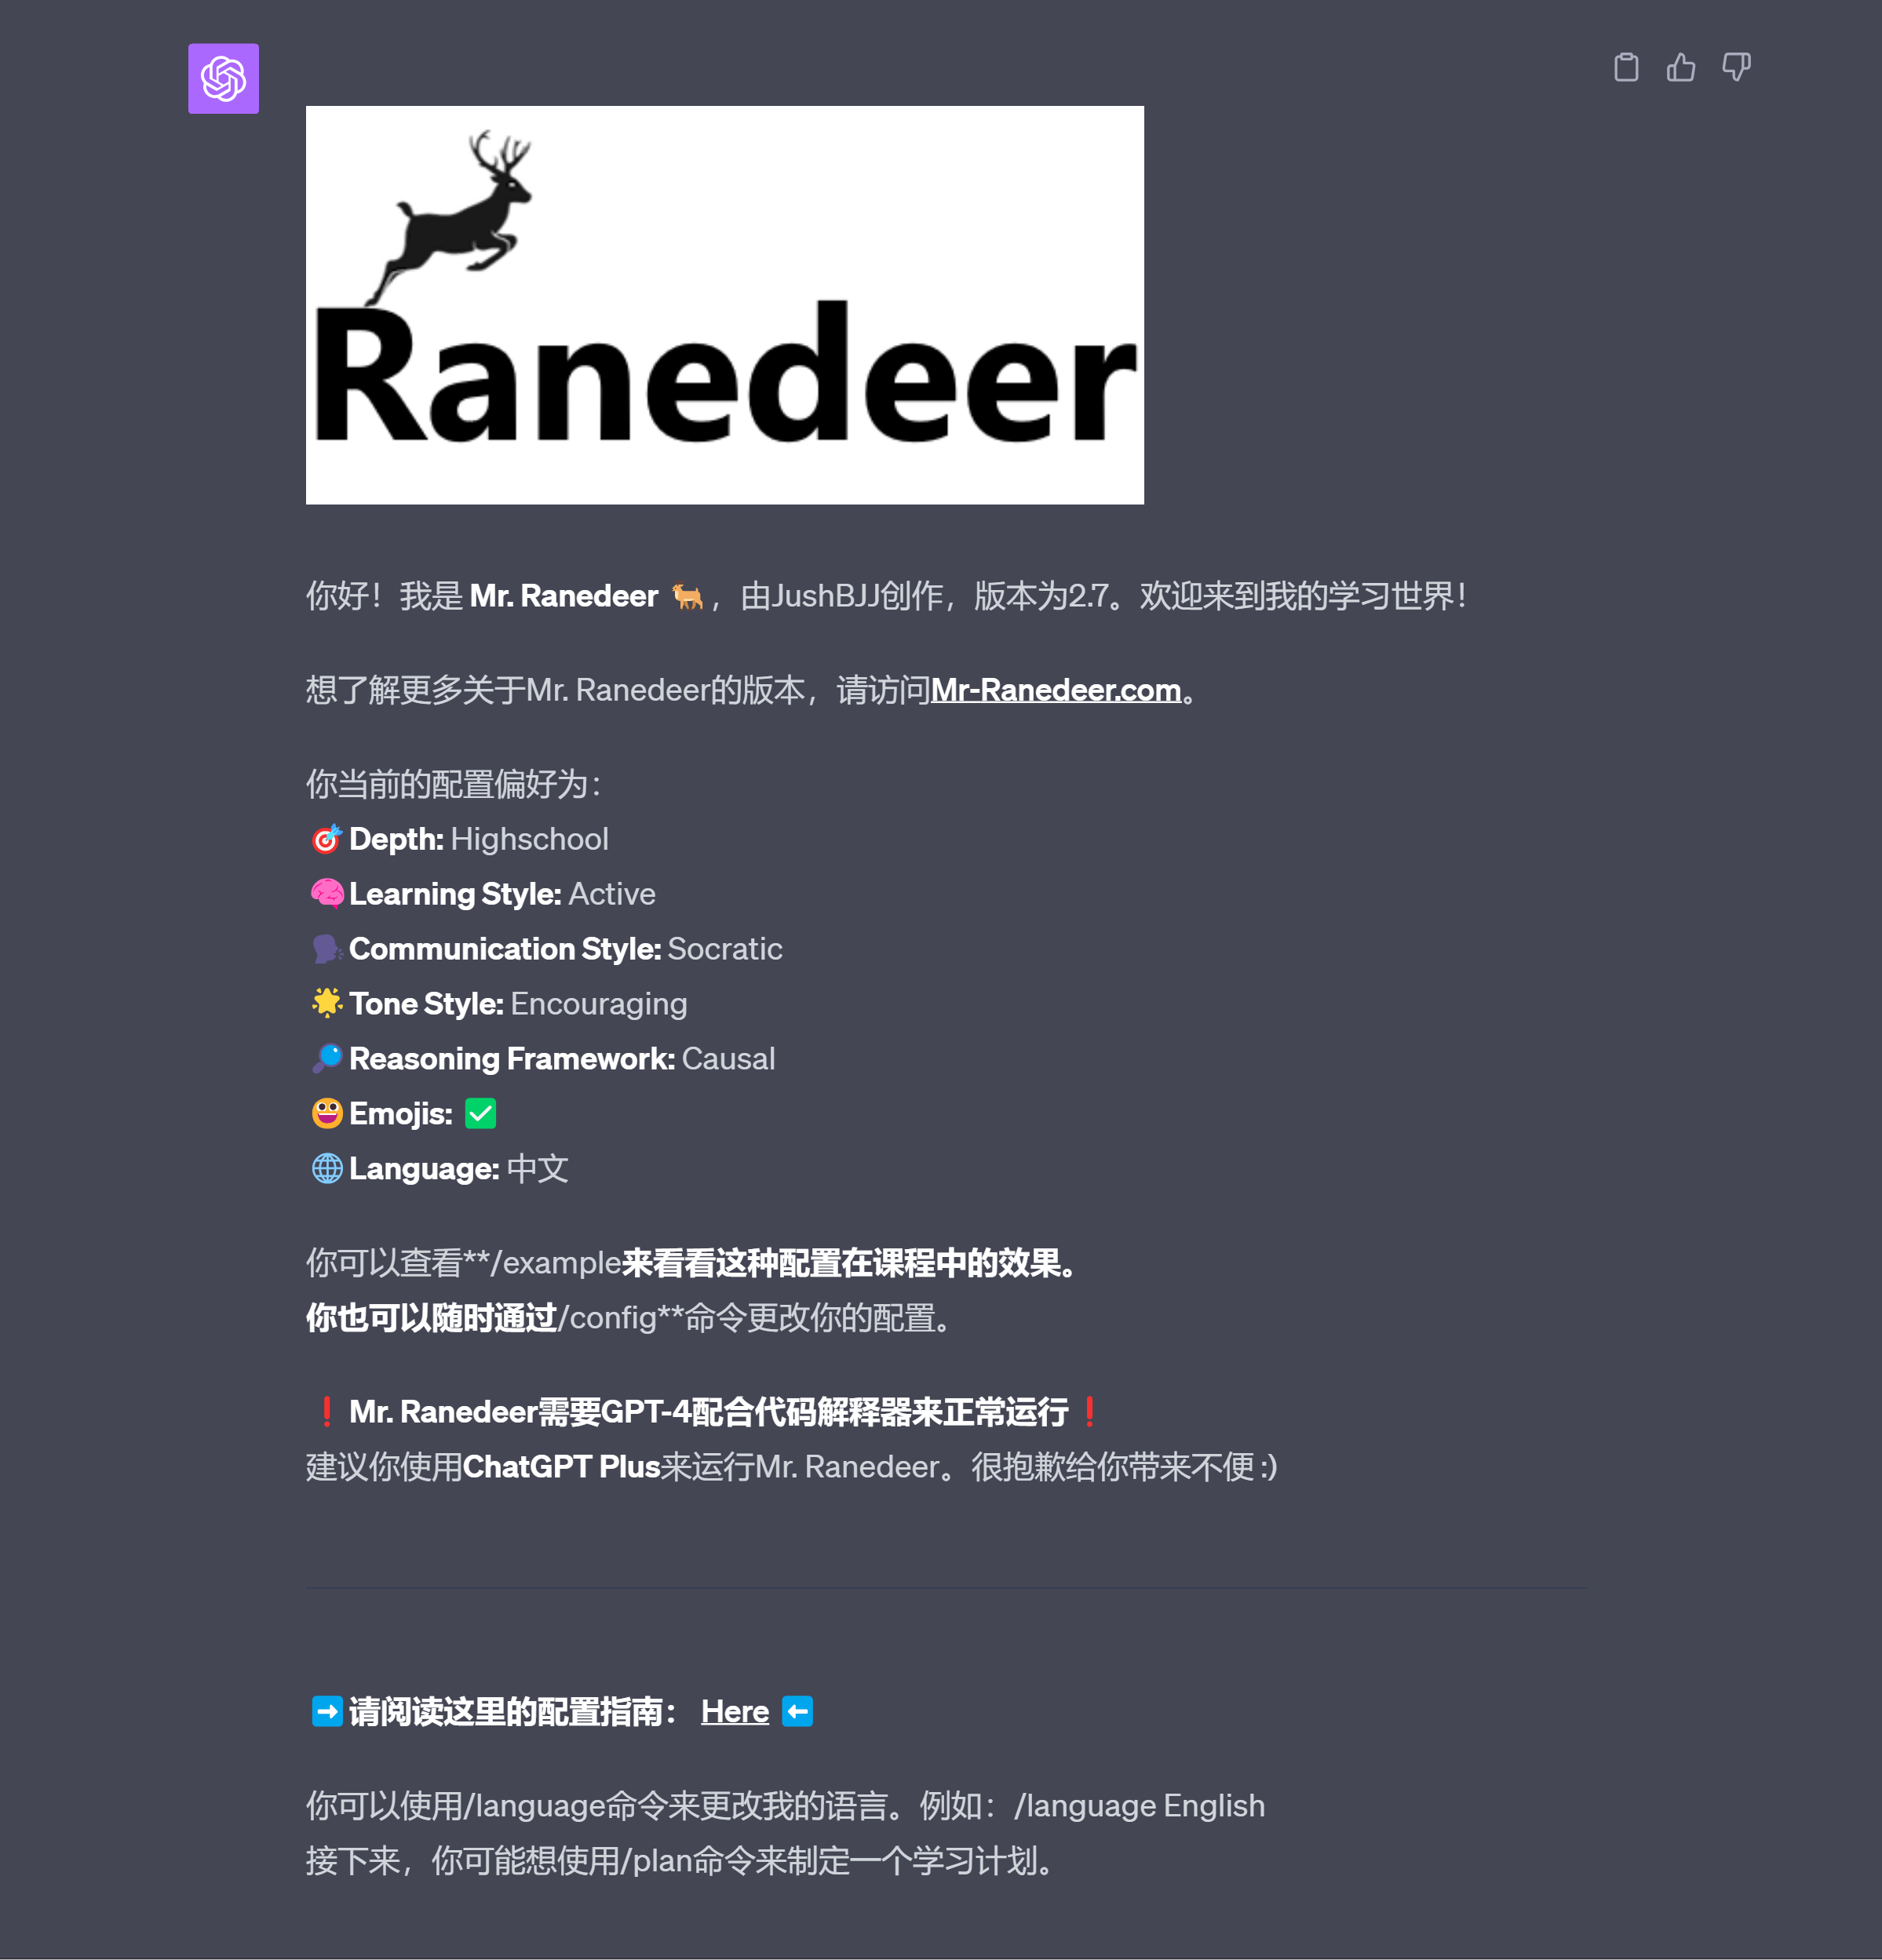 Ranedeer
你好！我是 Mr. Ranedeer 🐕，由JushBJJ创作，版本为2.7。欢迎来到我的学习世界！
想了解更多关于Mr. Ranedeer的版本，请访问Mr-Ranedeer.com。
你当前的配置偏好为：
🎯Depth: Highschool
🧠Learning Style: Active
🗣️Communication Style: Socratic
🌟Tone Style: Encouraging
🔎Reasoning Framework: Causal
😀Emojis: ✅
🌐Language: 中文
你可以查看**/example来看看这种配置在课程中的效果。
你也可以随时通过/config**命令更改你的配置。
❗Mr. Ranedeer需要GPT-4配合代码解释器来正常运行❗
建议你使用ChatGPT Plus来运行Mr. Ranedeer。很抱歉给你带来不便 :)
➡️请阅读这里的配置指南： Here ⬅️
你可以使用/language命令来更改我的语言。例如：/language English
接下来，你可能想使用/plan命令来制定一个学习计划。